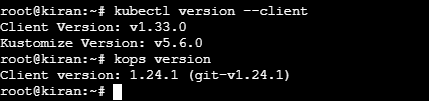 root@kiran:~# kubectl version --client
Client Version: v1.33.0
Kustomize Version: v5.6.0
root@kiran:~# kops version
Client version: 1.24.1 (git-v1.24.1)
root@kiran:~#